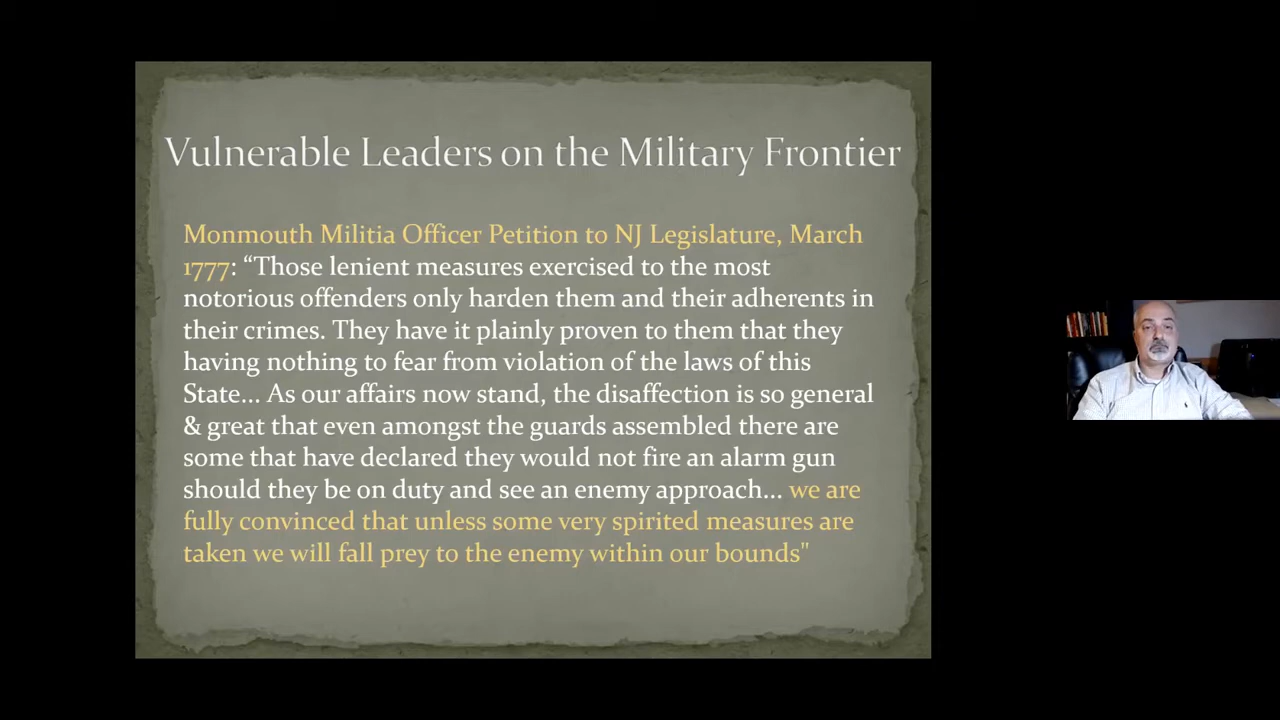 Vulnerable Leaders on the Military Frontier
Monmouth Militia Officer Petition to NJ Legislature, March
1777: “Those lenient measures exercised to the most
notorious offenders only harden them and their adherents in
their crimes. They have it plainly proven to them that they
having nothing to fear from violation of the laws of this
State... As our affairs now stand, the disaffection is so general
& great that even amongst the guards assembled there are
some that have declared they would not fire an alarm gun
should they be on duty and see an enemy approach... we are
fully convinced that unless some very spirited measures are
taken we will fall prey to the enemy within our bounds"